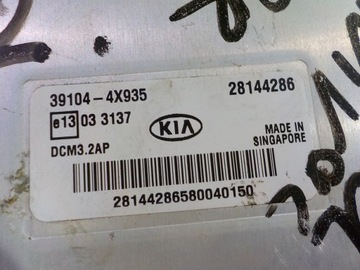 39104-4X935 28144286
e13 03 3137 KIA MADE IN
SINGAPORE
DCM3.2AP
28144286580040150